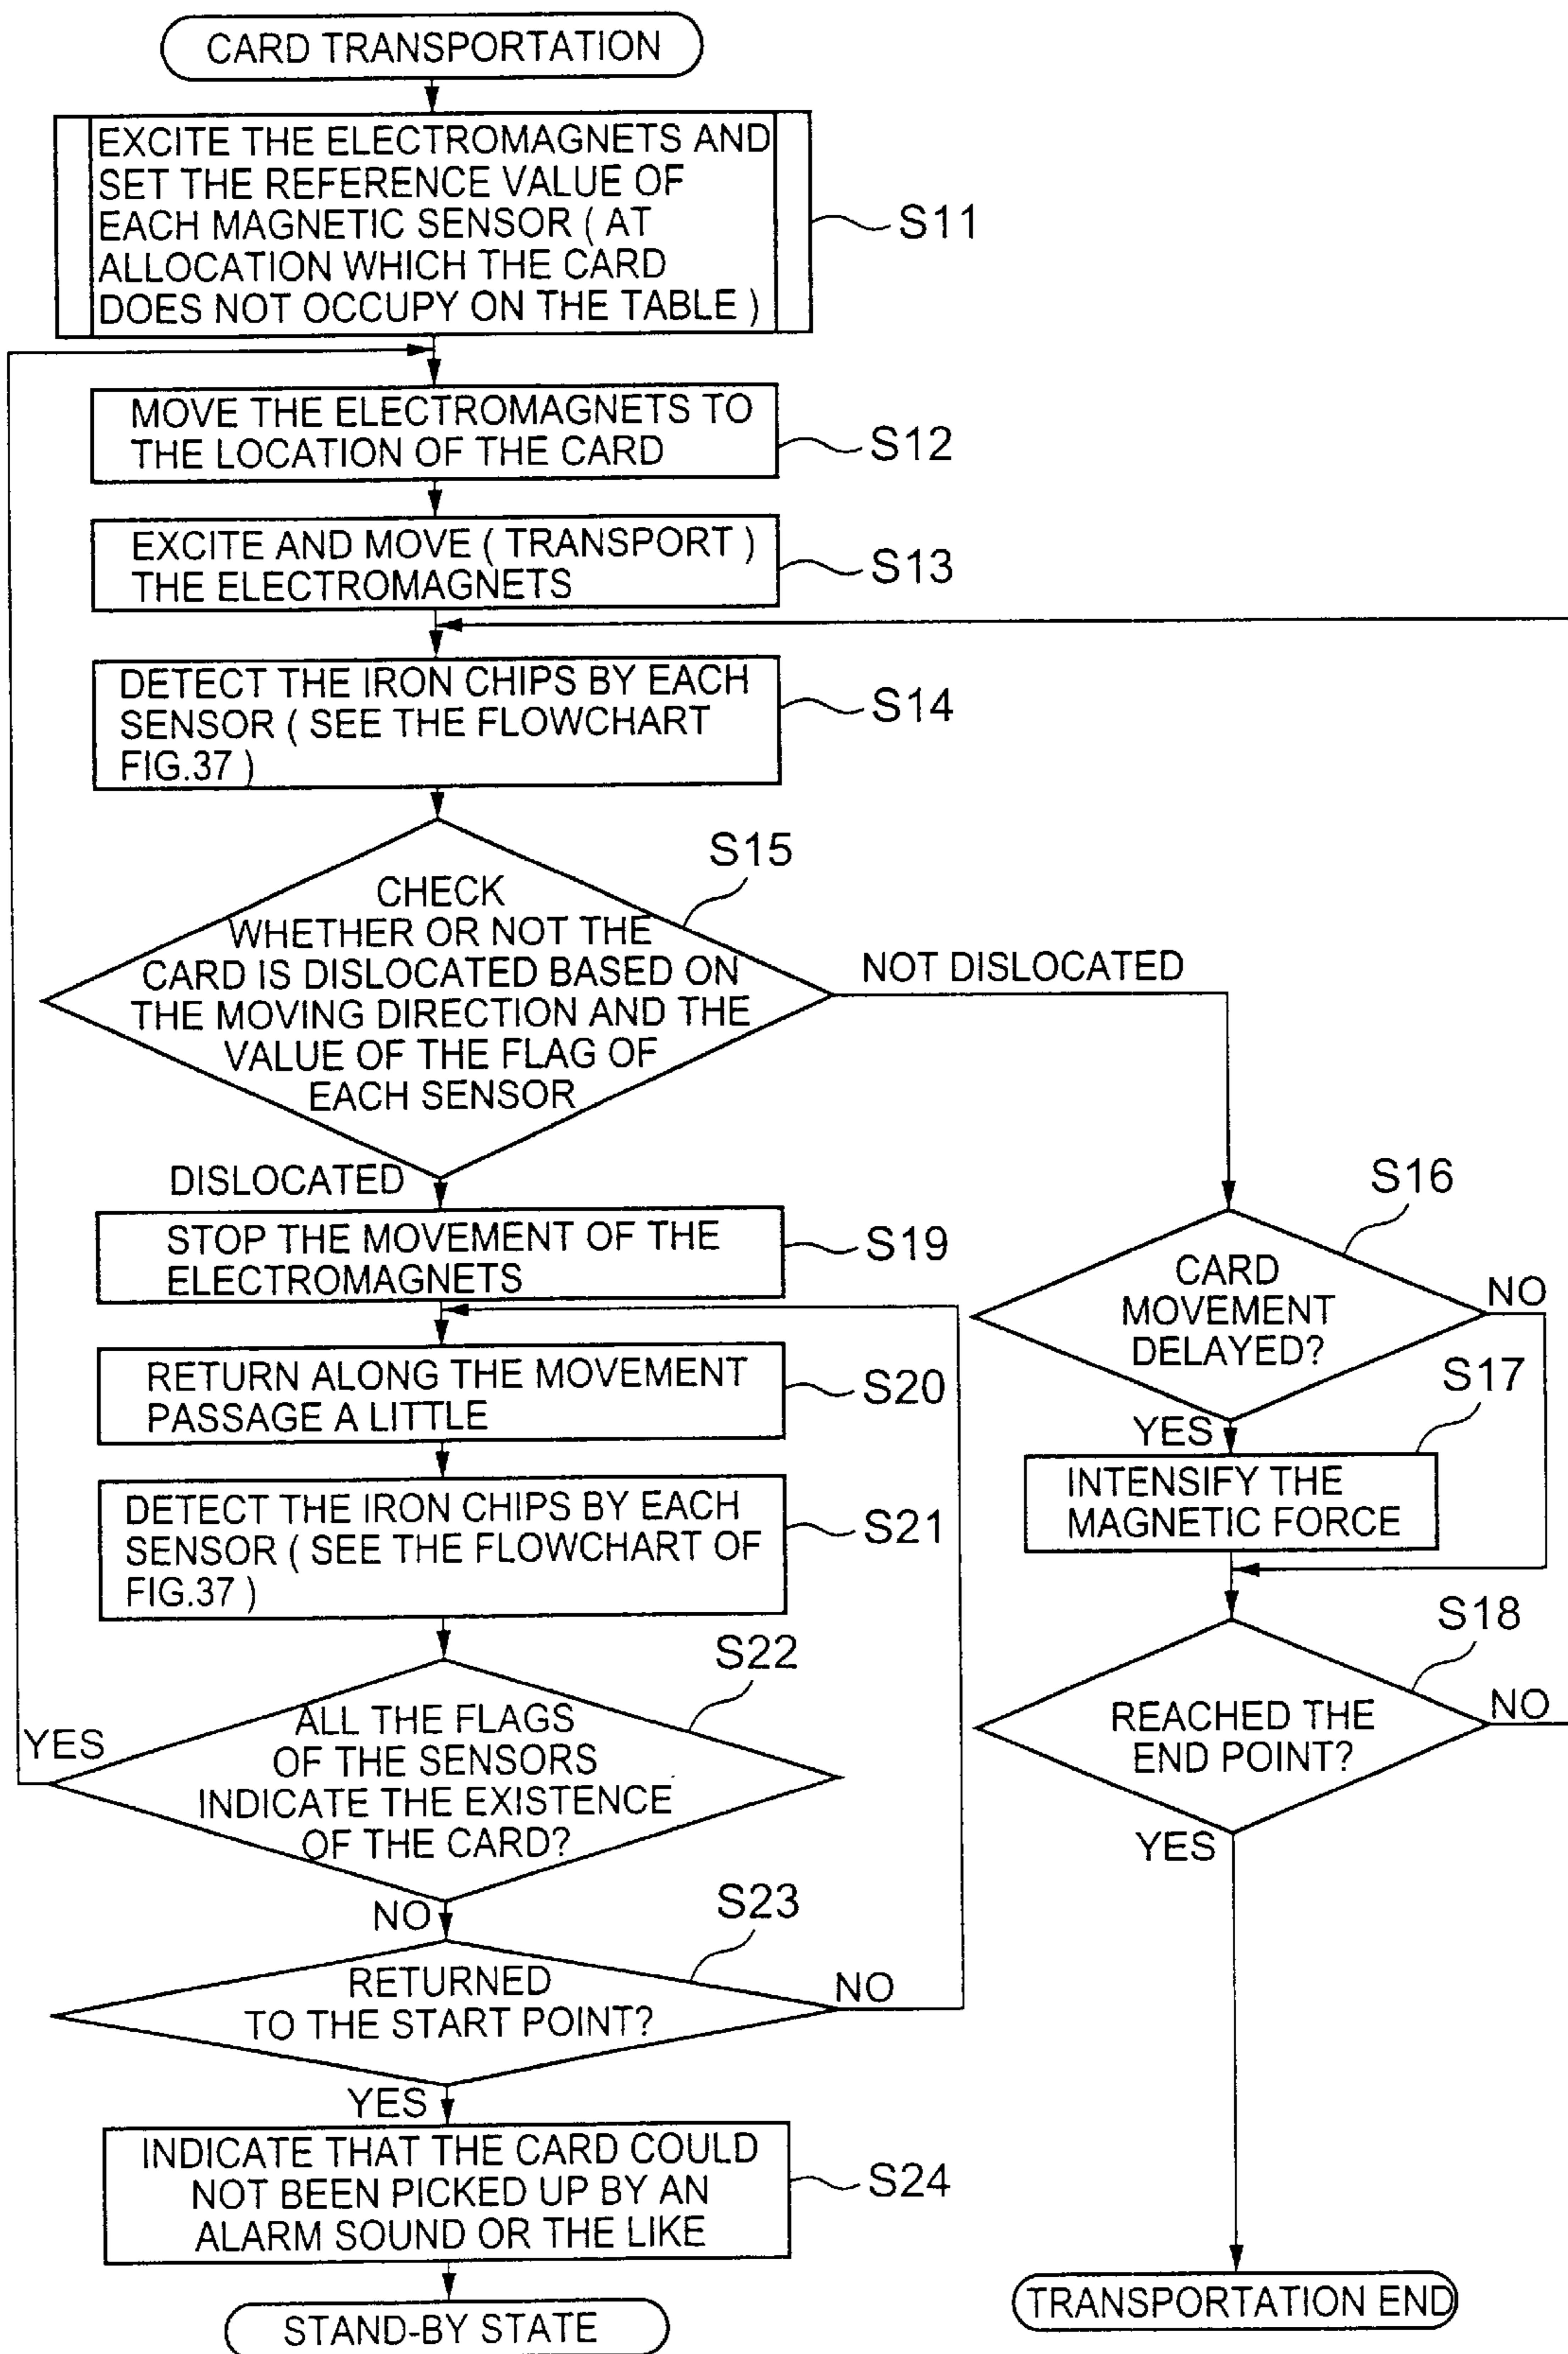 CARD TRANSPORTATION
EXCITE THE ELECTROMAGNETS AND
SET THE REFERENCE VALUE OF
EACH MAGNETIC SENSOR ( AT
ALLOCATION WHICH THE CARD
DOES NOT OCCUPY ON THE TABLE )
S11
MOVE THE ELECTROMAGNETS TO
THE LOCATION OF THE CARD
S12
EXCITE AND MOVE ( TRANSPORT )
THE ELECTROMAGNETS
S13
DETECT THE IRON CHIPS BY EACH
SENSOR ( SEE THE FLOWCHART
FIG.37 )
S14
S15
CHECK
WHETHER OR NOT THE
CARD IS DISLOCATED BASED ON
THE MOVING DIRECTION AND THE
VALUE OF THE FLAG OF
EACH SENSOR
NOT DISLOCATED
DISLOCATED
S16
CARD
MOVEMENT
DELAYED?
NO
YES
S17
INTENSIFY THE
MAGNETIC FORCE
S18
REACHED THE
END POINT?
NO
YES
TRANSPORTATION END
STOP THE MOVEMENT OF THE
ELECTROMAGNETS
S19
RETURN ALONG THE MOVEMENT
PASSAGE A LITTLE
S20
DETECT THE IRON CHIPS BY EACH
SENSOR ( SEE THE FLOWCHART OF
FIG.37 )
S21
S22
ALL THE FLAGS
OF THE SENSORS
INDICATE THE EXISTENCE
OF THE CARD?
YES
NO
S23
RETURNED
TO THE START POINT?
NO
YES
INDICATE THAT THE CARD COULD
NOT BEEN PICKED UP BY AN
ALARM SOUND OR THE LIKE
S24
STAND-BY STATE